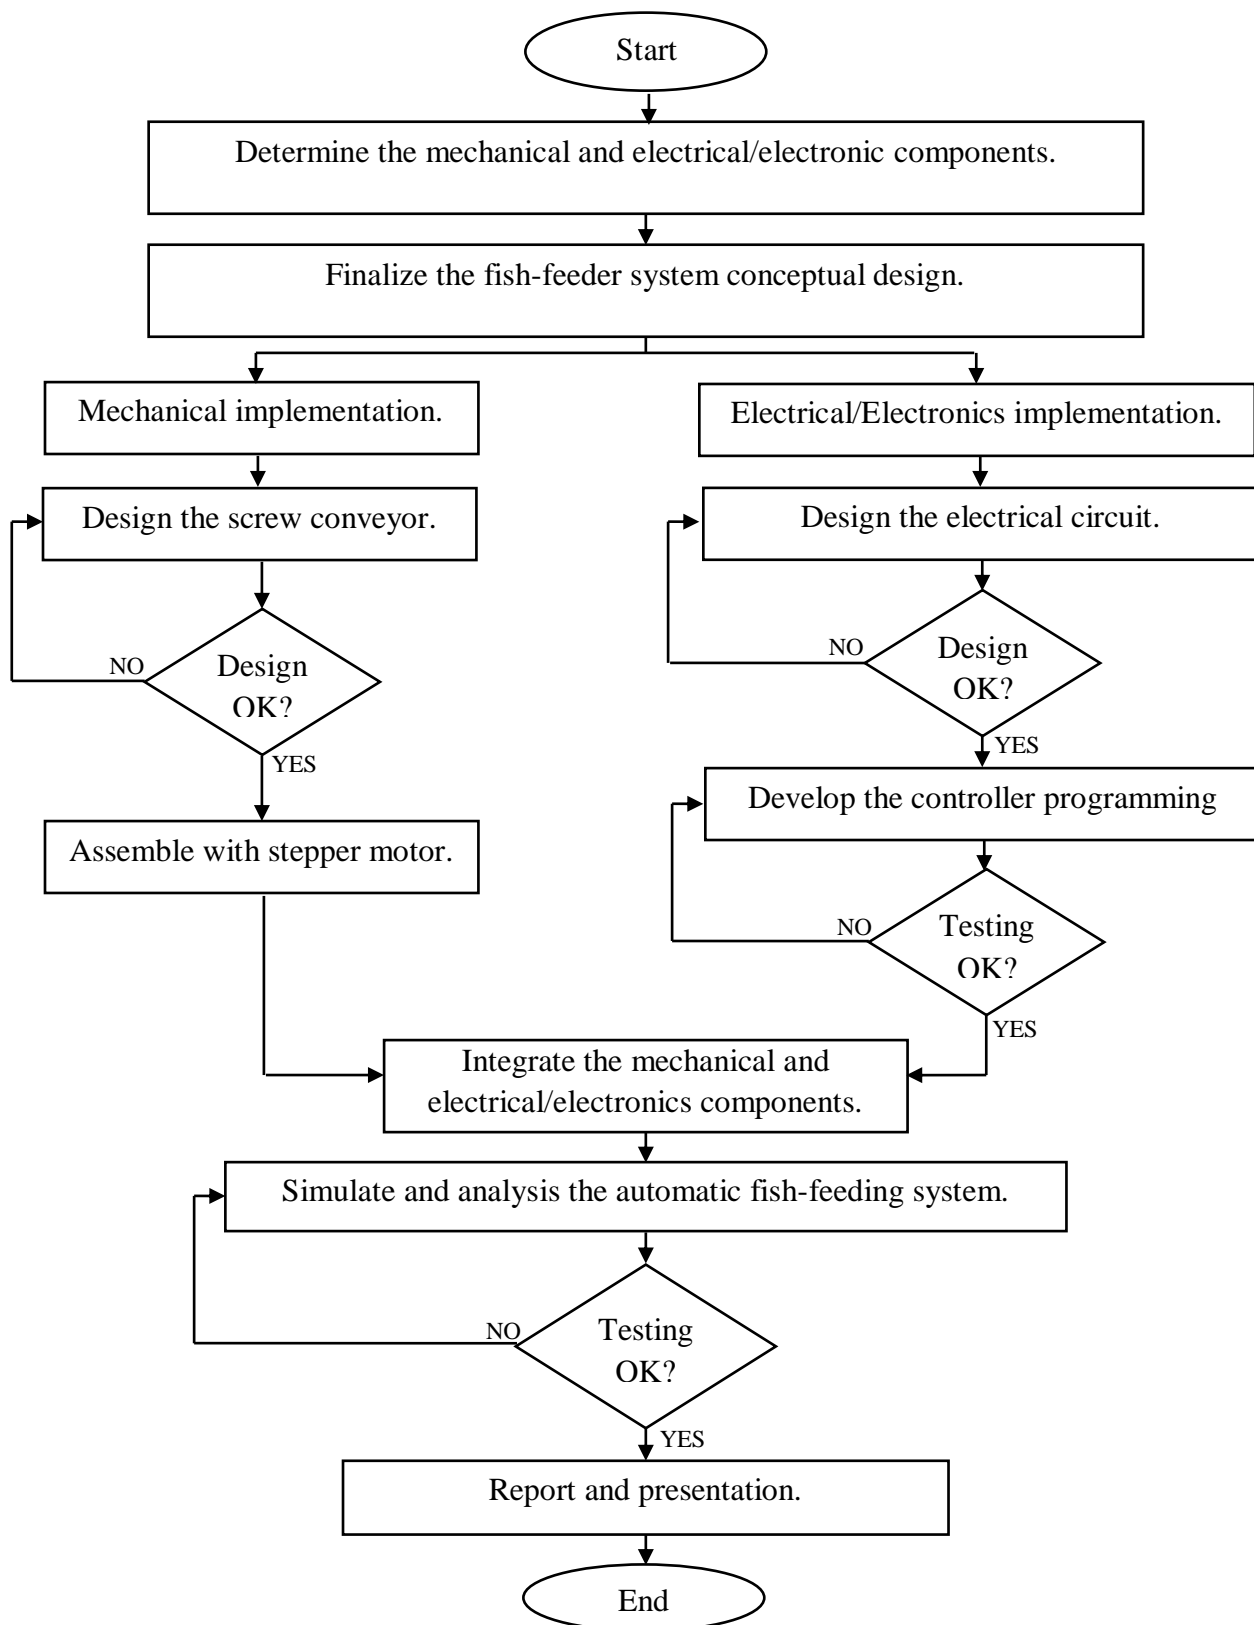 Start
Determine the mechanical and electrical/electronic components.
Finalize the fish-feeder system conceptual design.
Mechanical implementation.
Electrical/Electronics implementation.
Design the screw conveyor.
Design the electrical circuit.
NO
Design
OK?
YES
NO
Design
OK?
YES
Assemble with stepper motor.
Develop the controller programming
NO
Testing
OK?
YES
Integrate the mechanical and
electrical/electronics components.
Simulate and analysis the automatic fish-feeding system.
NO
Testing
OK?
YES
Report and presentation.
End